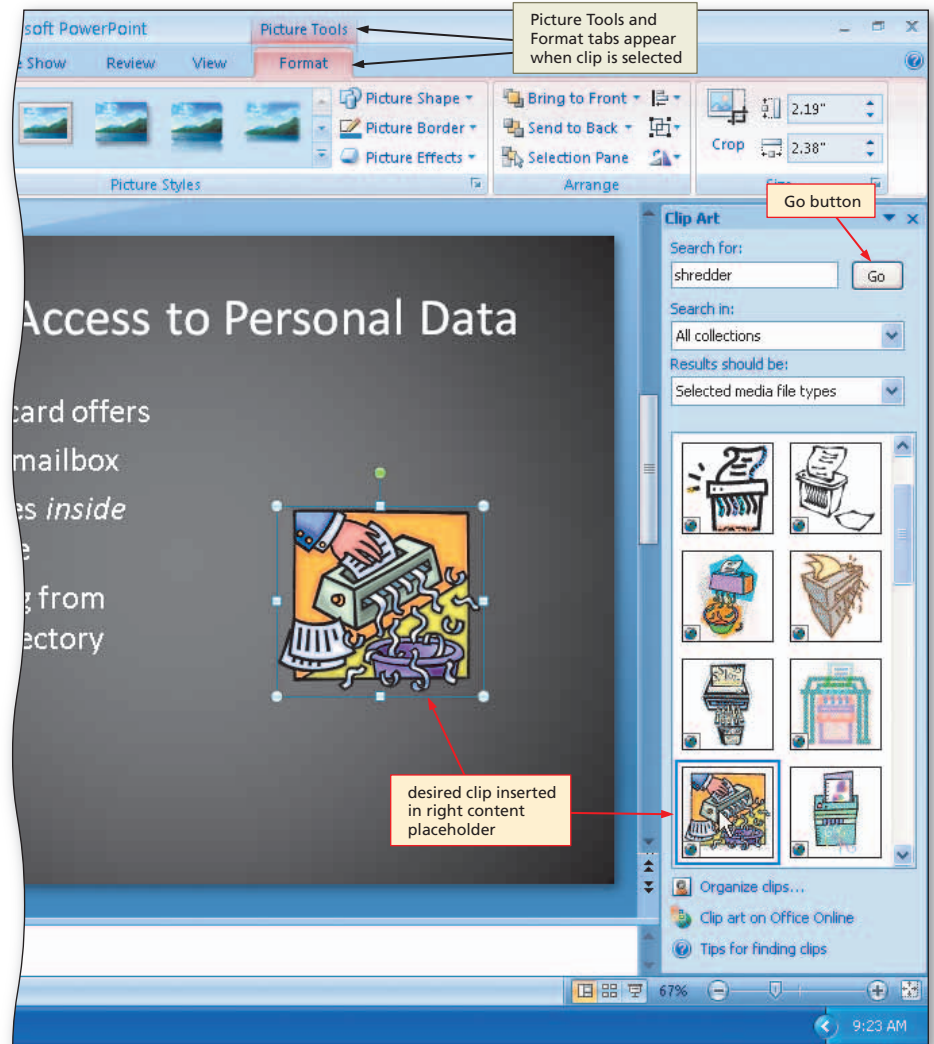 soft PowerPoint
Picture Tools
Picture Tools and
Format tabs appear
when clip is selected
Show
Review
View
Format
Picture Shape
Picture Border
Picture Effects
Picture Styles
Bring to Front
Send to Back
Selection Pane
Arrange
Crop
2.19"
2.38"
Go button
Clip Art
Search for:
shredder
Go
Search in:
All collections
Results should be:
Selected media file types
Access to Personal Data
card offers
mailbox
es inside
e
g from
ectory
desired clip inserted
in right content
placeholder
Organize clips...
Clip art on Office Online
Tips for finding clips
67%
9:23 AM